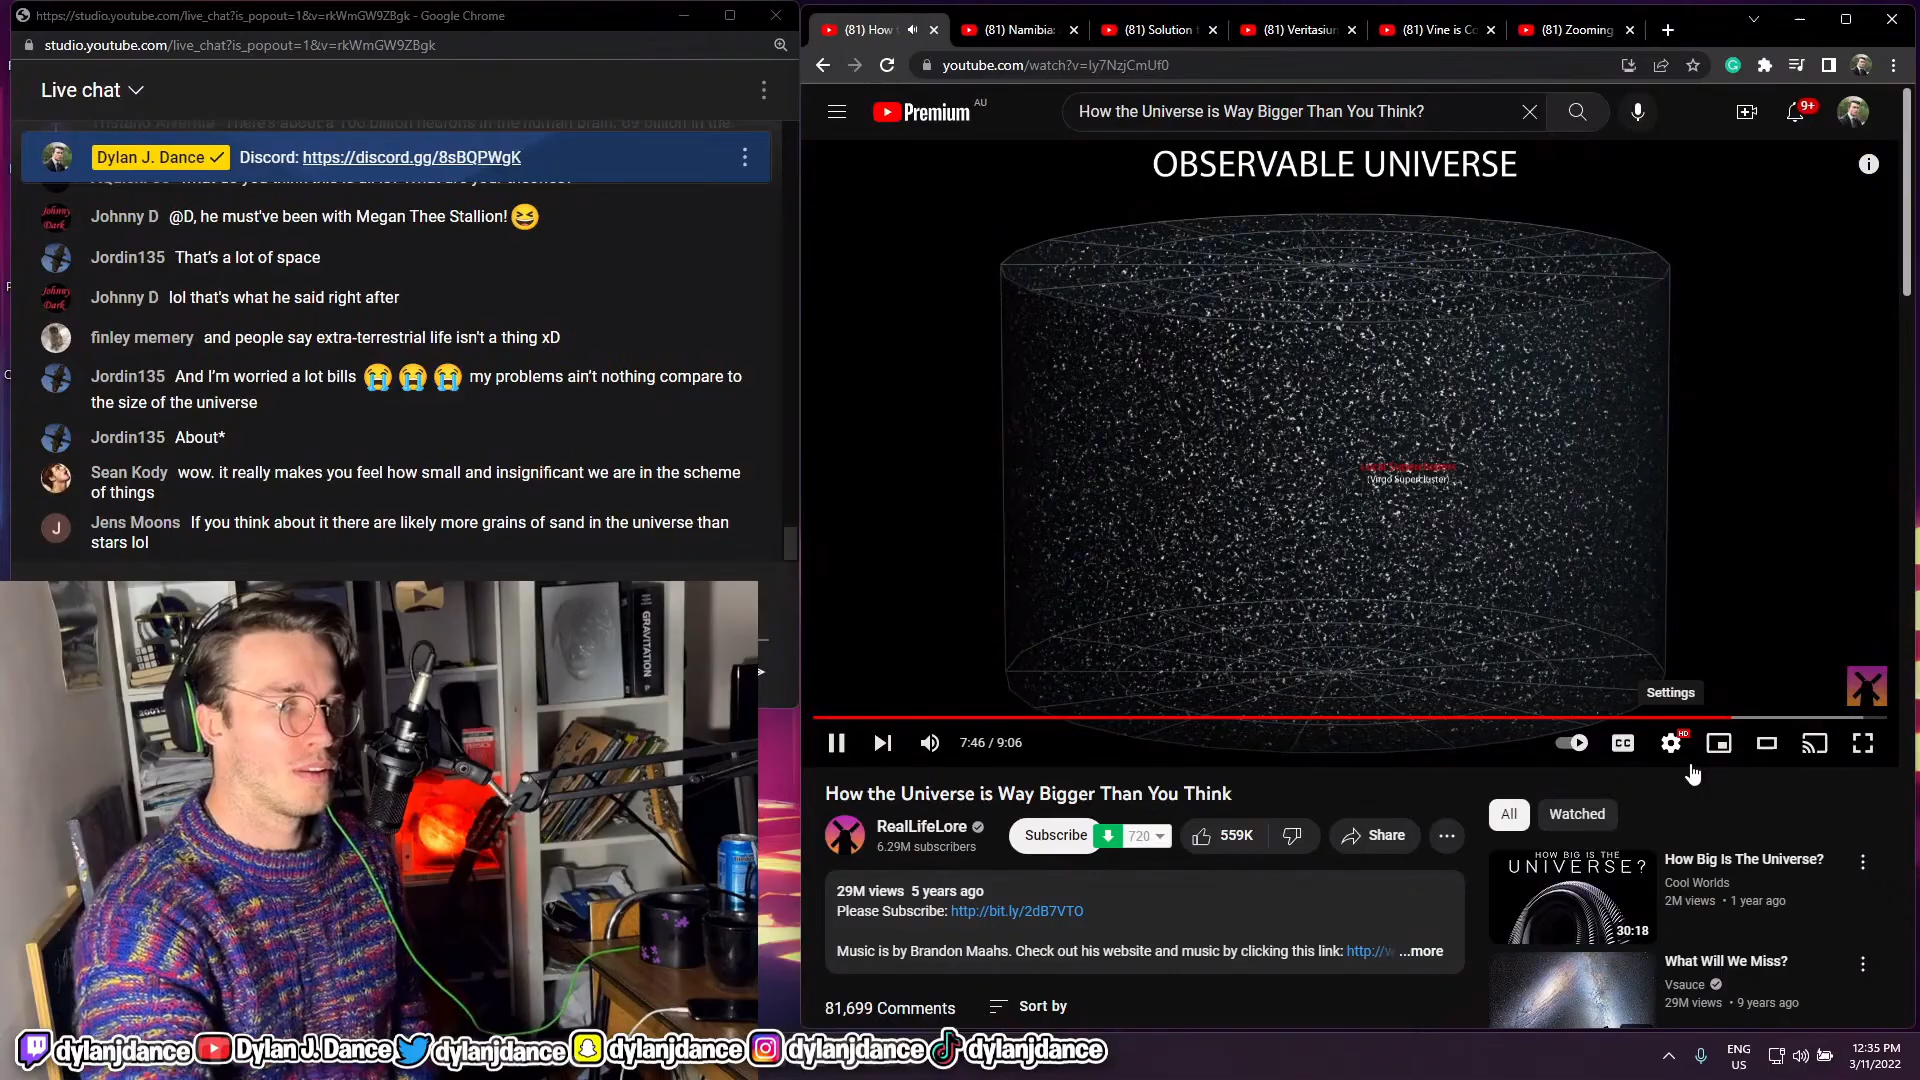 https://studio.youtube.com/live_chat?is_popout=1&v=rkWmGW9ZBgk - Google Chrome
studio.youtube.com/live_chat?is_popout=1&v=rkWmGW9ZBgk
Live chat
Dylan J. Dance Discord: https://discord.gg/8sBQPWgK
Johnny D @D, he must've been with Megan Thee Stallion!
Jordin135 That's a lot of space
Johnny D lol that's what he said right after
finley memery and people say extra-terrestrial life isn't a thing xD
Jordin135 And I'm worried a lot bills my problems ain't nothing compare to
the size of the universe
Jordin135 About*
Sean Kody wow. it really makes you feel how small and insignificant we are in the scheme
of things
J Jens Moons If you think about it there are likely more grains of sand in the universe than
stars lol
GRAVITATION
(81) How
(81) Namibia:
(81) Solution
(81) Veritasium
(81) Vine is Co
(81) Zooming
youtube.com/watch?v=Iy7NzjCmUf0
Premium AU
How the Universe is Way Bigger Than You Think?
9+
OBSERVABLE UNIVERSE
(Virgo Supercluster)
Settings
7:46 / 9:06
CC
HD
How the Universe is Way Bigger Than You Think
RealLifeLore
6.29M subscribers
Subscribe
720
559K
Share
29M views 5 years ago
Please Subscribe: http://bit.ly/2dB7VTO
Music is by Brandon Maahs. Check out his website and music by clicking this link: http://w ...more
81,699 Comments
Sort by
All
Watched
HOW BIG IS THE
UNIVERSE?
30:18
How Big Is The Universe?
Cool Worlds
2M views • 1 year ago
What Will We Miss?
Vsauce
29M views • 9 years ago
dylanjdance
Dylan J. Dance
dylanjdance
dylanjdance
dylanjdance
dylanjdance
ENG
US
12:35 PM
3/11/2022